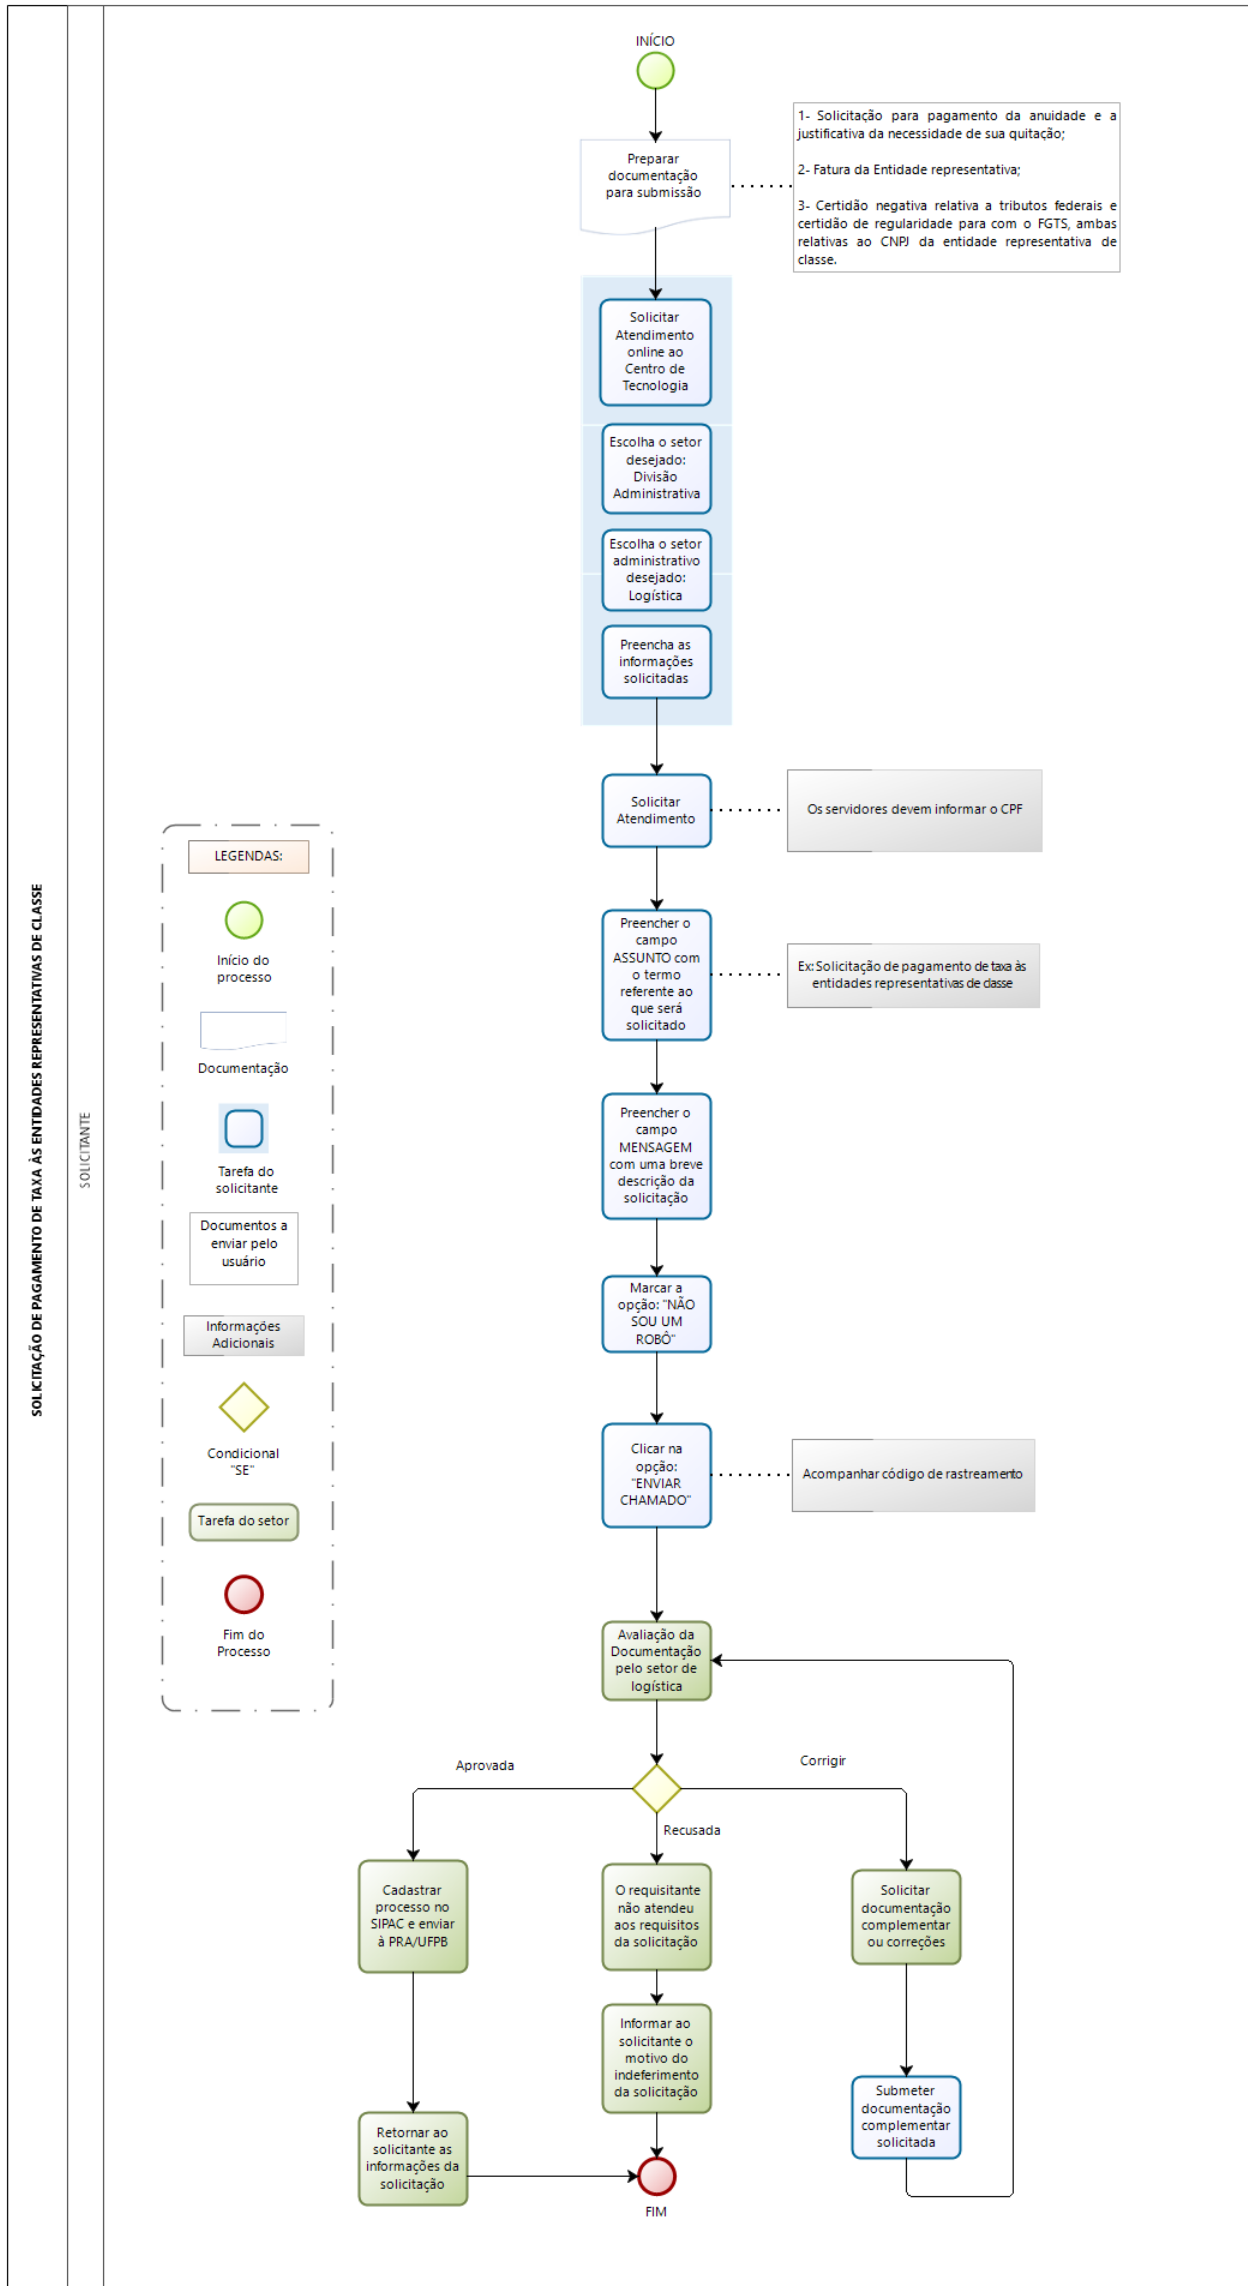 SOLICITAÇÃO DE PAGAMENTO DE TAXA ÀS ENTIDADES REPRESENTATIVAS DE CLASSE
SOLICITANTE
INÍCIO
Preparar
documentação
para submissão
1- Solicitação para pagamento da anuidade e a
justificativa da necessidade de sua quitação;
2- Fatura da Entidade representativa;
3- Certidão negativa relativa a tributos federais e
certidão de regularidade para com o FGTS, ambas
relativas ao CNPJ da entidade representativa de
classe.
Solicitar
Atendimento
online ao
Centro de
Tecnologia
Escolha o setor
desejado:
Divisão
Administrativa
Escolha o setor
administrativo
desejado:
Logística
Preencha as
informações
solicitadas
Solicitar
Atendimento
Os servidores devem informar o CPF
Preencher o
campo
ASSUNTO com
o termo
referente ao
que será
solicitado
Ex: Solicitação de pagamento de taxa às
entidades representativas de classe
Preencher o
campo
MENSAGEM
com uma breve
descrição da
solicitação
Marcar a
opção: "NÃO
SOU UM
ROBÔ"
Clicar na
opção:
"ENVIAR
CHAMADO"
Acompanhar código de rastreamento
Avaliação da
Documentação
pelo setor de
logística
Aprovada
Corrigir
Recusada
Cadastrar
processo no
SIPAC e enviar
à PRA/UFPB
O requisitante
não atendeu
aos requisitos
da solicitação
Solicitar
documentação
complementar
ou correções
Informar ao
solicitante o
motivo do
indeferimento
da solicitação
Submeter
documentação
complementar
solicitada
Retornar ao
solicitante as
informações da
solicitação
FIM
LEGENDAS:
Início do
processo
Documentação
Tarefa do
solicitante
Documentos a
enviar pelo
usuário
Informações
Adicionais
Condicional
"SE"
Tarefa do setor
Fim do
Processo